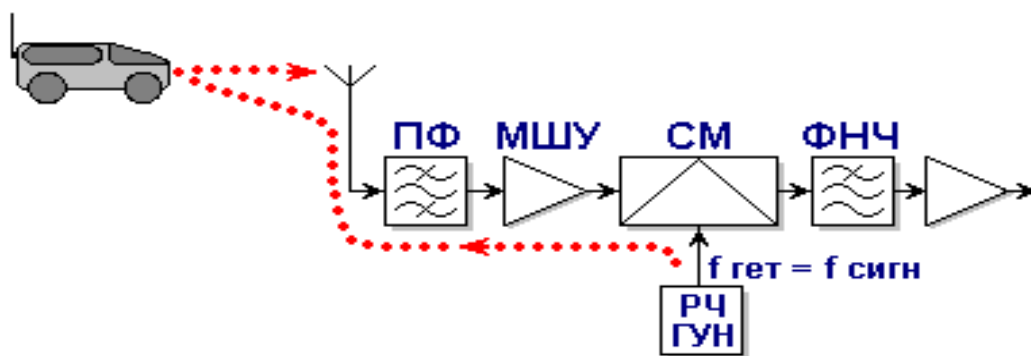 ПФ МШУ СМ ФНЧ
f гет = f сигн
РЧ
ГУН